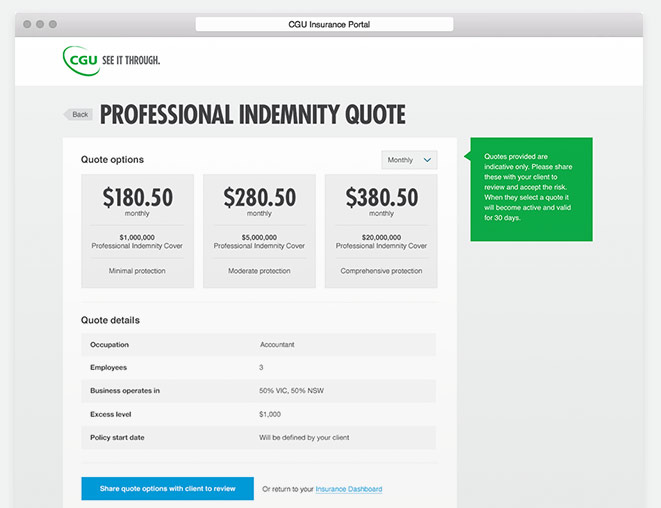 CGU Insurance Portal
CGU SEE IT THROUGH.
Back
PROFESSIONAL INDEMNITY QUOTE
Quote options
Monthly
$180.50
monthly
$1,000,000
Professional Indemnity Cover
Minimal protection
$280.50
monthly
$5,000,000
Professional Indemnity Cover
Moderate protection
$380.50
monthly
$20,000,000
Professional Indemnity Cover
Comprehensive protection
Quotes provided are
indicative only. Please share
these with your client to
review and accept the risk.
When they select a quote it
will become active and valid
for 30 days.
Quote details
Occupation Accountant
Employees 3
Business operates in 50% VIC, 50% NSW
Excess level $1,000
Policy start date Will be defined by your client
Share quote options with client to review
Or return to your Insurance Dashboard